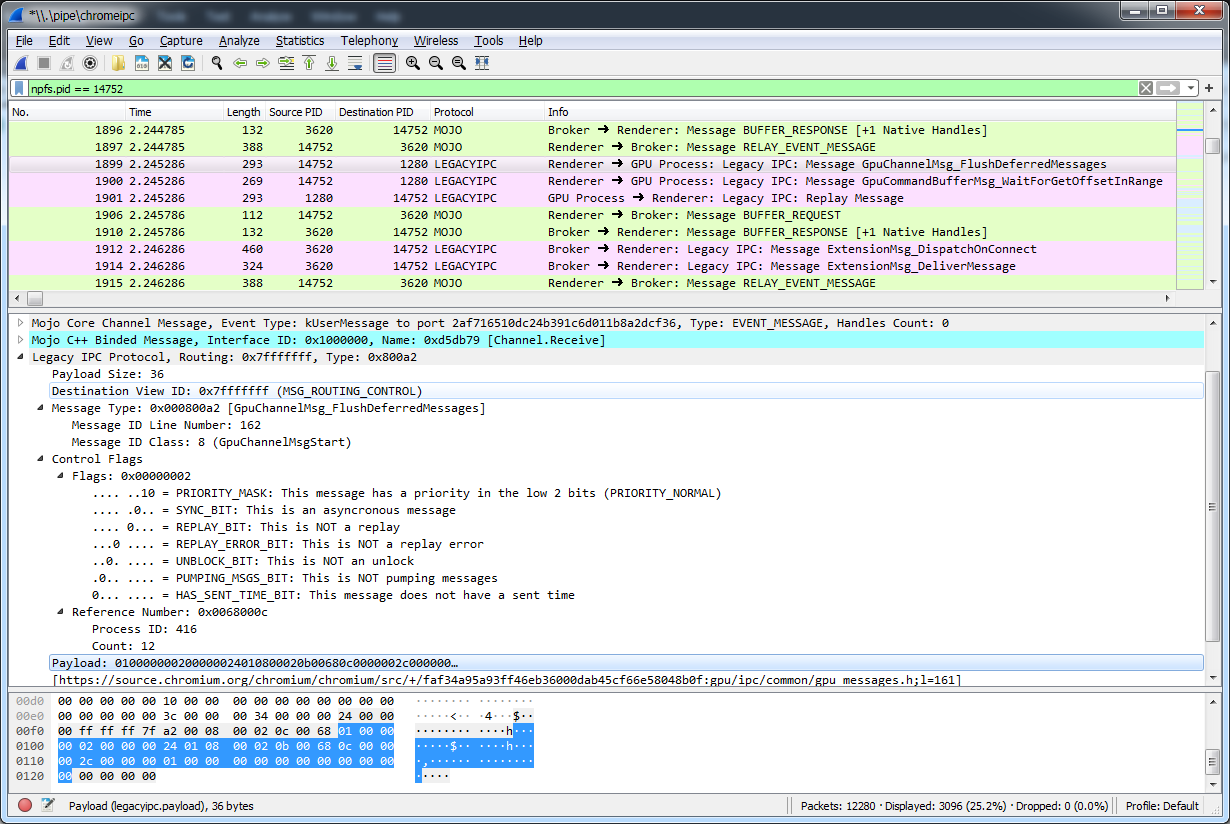 *\\.\pipe\chromeipc
File Edit View Go Capture Analyze Statistics Telephony Wireless Tools Help
npfs.pid == 14752
No. Time Length Source PID Destination PID Protocol Info
1896 2.244785 132 3620 14752 MOJO Broker → Renderer: Message BUFFER_RESPONSE [+1 Native Handles]
1897 2.244785 388 14752 3620 MOJO Renderer → Broker: Message RELAY_EVENT_MESSAGE
1899 2.245286 293 14752 1280 LEGACYIPC Renderer → GPU Process: Legacy IPC: Message GpuChannelMsg_FlushDeferredMessages
1900 2.245286 269 14752 1280 LEGACYIPC Renderer → GPU Process: Legacy IPC: Message GpuCommandBufferMsg_WaitForGetOffsetInRange
1901 2.245286 293 1280 14752 LEGACYIPC GPU Process → Renderer: Legacy IPC: Replay Message
1906 2.245786 112 14752 3620 MOJO Renderer → Broker: Message BUFFER_REQUEST
1910 2.245786 132 3620 14752 MOJO Broker → Renderer: Message BUFFER_RESPONSE [+1 Native Handles]
1912 2.246286 460 3620 14752 LEGACYIPC Broker → Renderer: Legacy IPC: Message ExtensionMsg_DispatchOnConnect
1914 2.246286 324 3620 14752 LEGACYIPC Broker → Renderer: Legacy IPC: Message ExtensionMsg_DeliverMessage
1915 2.246286 388 14752 3620 MOJO Renderer → Broker: Message RELAY_EVENT_MESSAGE
Mojo Core Channel Message, Event Type: kUserMessage to port 2af716510dc24b391c6d011b8a2dcf36, Type: EVENT_MESSAGE, Handles Count: 0
Mojo C++ Binded Message, Interface ID: 0x1000000, Name: 0xd5db79 [Channel.Receive]
Legacy IPC Protocol, Routing: 0x7fffffff, Type: 0x800a2
Payload Size: 36
Destination View ID: 0x7fffffff (MSG_ROUTING_CONTROL)
Message Type: 0x000800a2 [GpuChannelMsg_FlushDeferredMessages]
Message ID Line Number: 162
Message ID Class: 8 (GpuChannelMsgStart)
Control Flags
Flags: 0x00000002
.... ..10 = PRIORITY_MASK: This message has a priority in the low 2 bits (PRIORITY_NORMAL)
.... .0.. = SYNC_BIT: This is an asyncronous message
.... 0... = REPLAY_BIT: This is NOT a replay
...0 .... = REPLAY_ERROR_BIT: This is NOT a replay error
..0. .... = UNBLOCK_BIT: This is NOT an unlock
.0.. .... = PUMPING_MSGS_BIT: This is NOT pumping messages
0... .... = HAS_SENT_TIME_BIT: This message does not have a sent time
Reference Number: 0x0068000c
Process ID: 416
Count: 12
Payload: 010000000200000024010800020b00680c0000002c000000…
[https://source.chromium.org/chromium/chromium/src/+/faf34a95a93ff46eb36000dab45cf66e58048b0f:gpu/ipc/common/gpu_messages.h;l=161]
00d0 00 00 00 00 10 00 00 00 00 00 00 00 00 00 00 00 ········ ········
00e0 00 00 00 00 3c 00 00 00 34 00 00 00 24 00 00 ·····<·· ·4···$··
00f0 00 ff ff ff 7f a2 00 08 00 02 0c 00 68 01 00 00 ········ ····h···
0100 00 02 00 00 00 24 01 08 00 02 0b 00 68 0c 00 00 ·····$·· ····h···
0110 00 2c 00 00 00 01 00 00 00 00 00 00 00 00 00 00 ·,······ ········
0120 00 00 00 00 00 ·····
Payload (legacyipc.payload), 36 bytes Packets: 12280 · Displayed: 3096 (25.2%) · Dropped: 0 (0.0%) Profile: Default